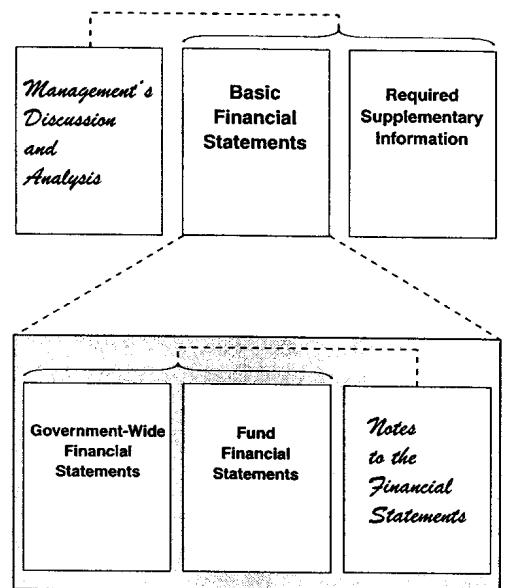 Management's
Discussion
and
Analysis
Basic
Financial
Statements
Required
Supplementary
Information
Government-Wide
Financial
Statements
Fund
Financial
Statements
Notes
to the
Financial
Statements